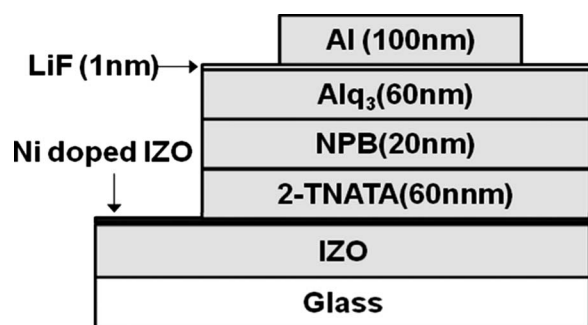 Al (100nm)
LiF (1nm)
Alq₃(60nm)
NPB(20nm)
Ni doped IZO
2-TNATA(60nnm)
IZO
Glass